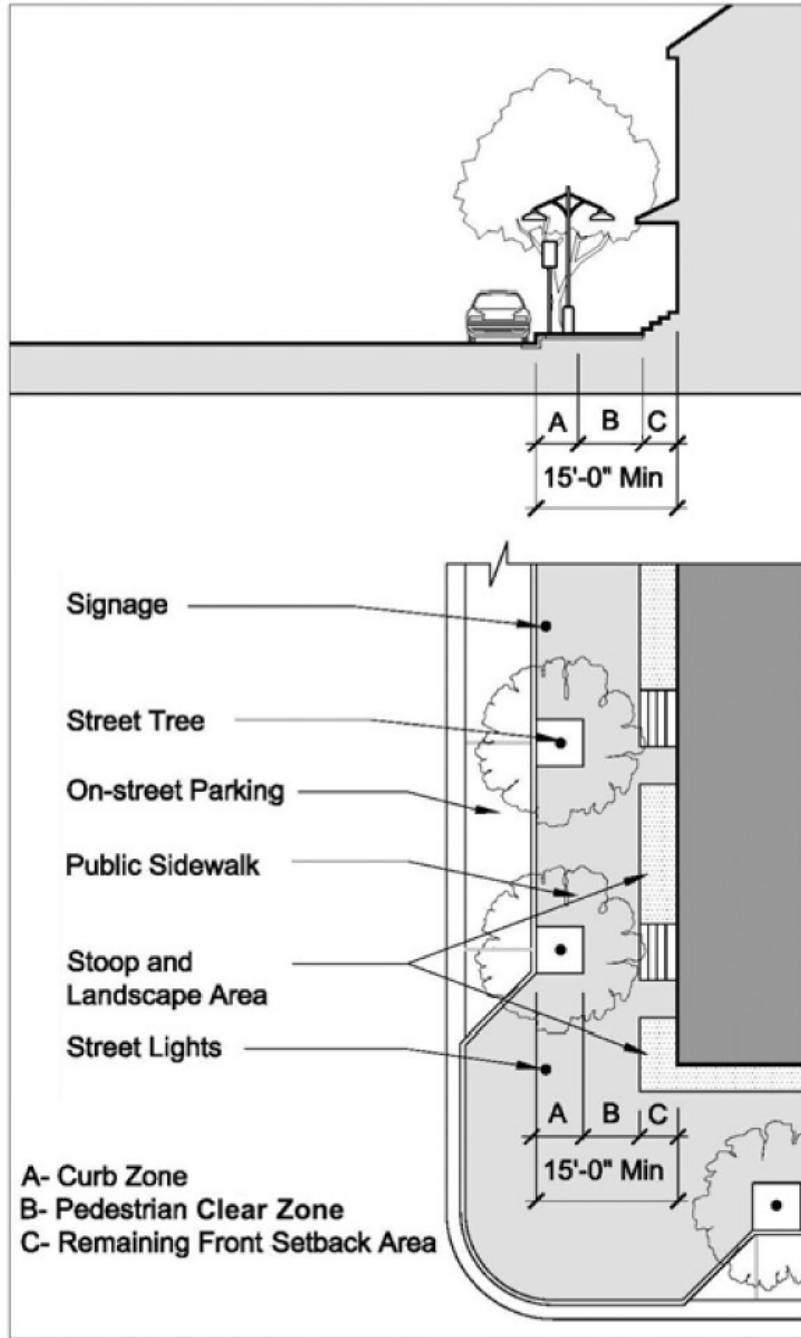 A B C
15'-0" Min
Signage
Street Tree
On-street Parking
Public Sidewalk
Stoop and
Landscape Area
Street Lights
A B C
15'-0" Min
A- Curb Zone
B- Pedestrian Clear Zone
C- Remaining Front Setback Area